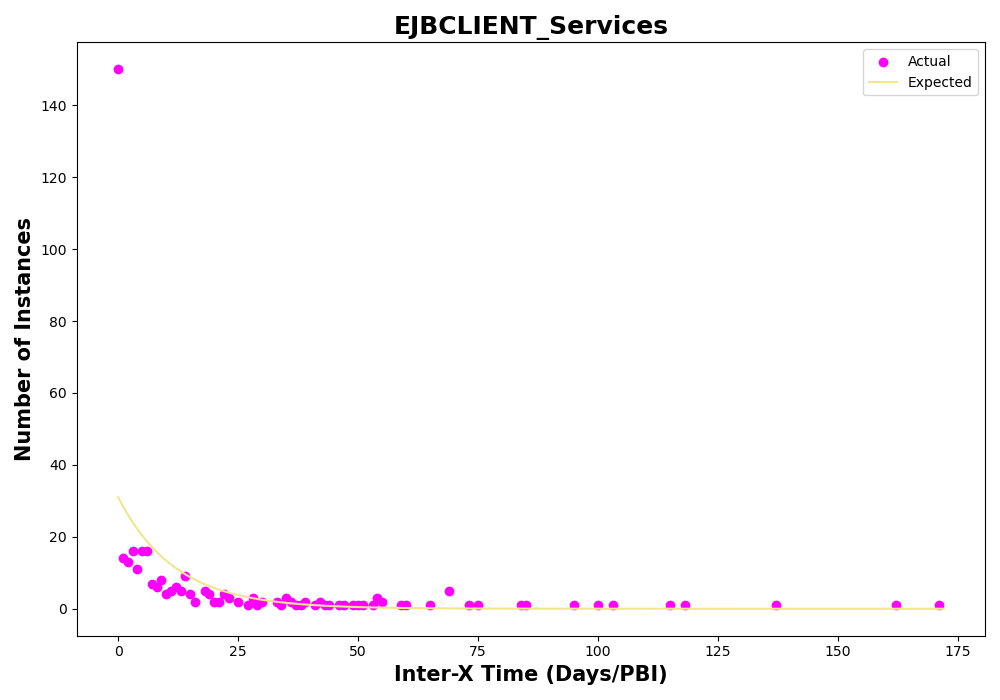 EJBCLIENT_Services
Actual
Expected
Number of Instances
140
120
100
80
60
40
20
0
0 25 50 75 100 125 150 175
Inter-X Time (Days/PBI)